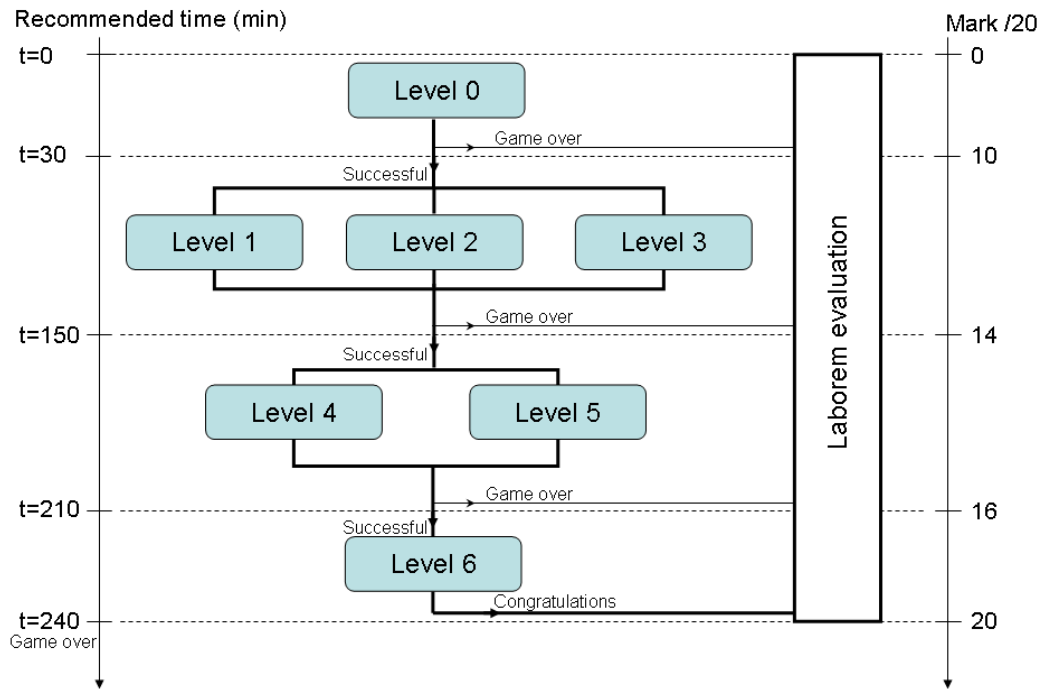 Recommended time (min)
Mark /20
t=0
0
Level 0
Game over
t=30
10
Successful
Level 1
Level 2
Level 3
Laborem evaluation
Game over
t=150
14
Successful
Level 4
Level 5
Game over
t=210
16
Successful
Level 6
Congratulations
t=240
20
Game over